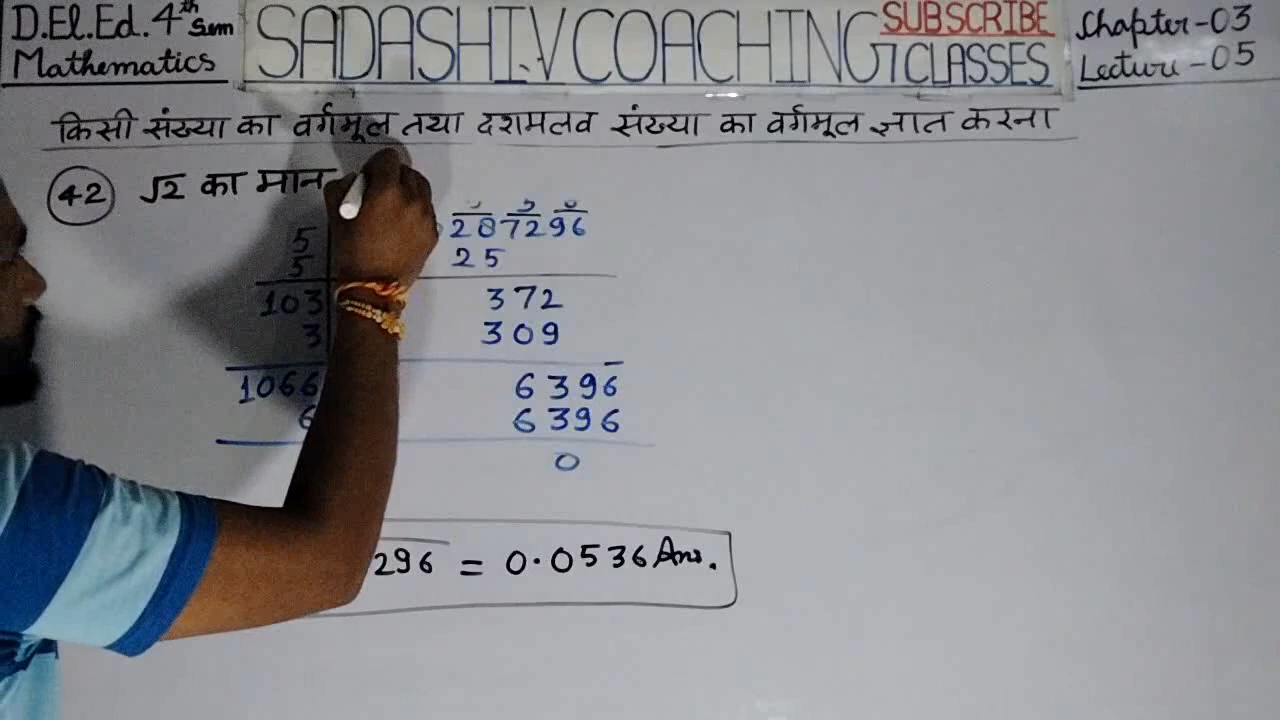 D.El.Ed. 4th Sem
Mathematics
SADASHIV COACHING CLASSES
SUBSCRIBE
Chapter-03
Lecture-05
किसी संख्या का वर्गमूल तथा दशमलव संख्या का वर्गमूल ज्ञात करना
42 √2 का मान
5 287296
5 25
103 372
3 309
1066 6396
6 6396
0
296 = 0.0536 Ans.